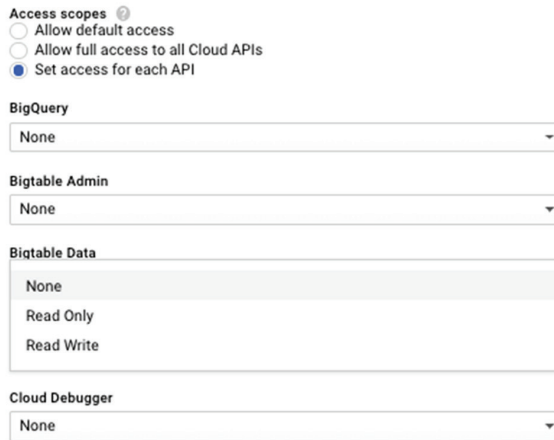 Access scopes ?
Allow default access
Allow full access to all Cloud APIs
Set access for each API
BigQuery
None
Bigtable Admin
None
Bigtable Data
None
Read Only
Read Write
Cloud Debugger
None